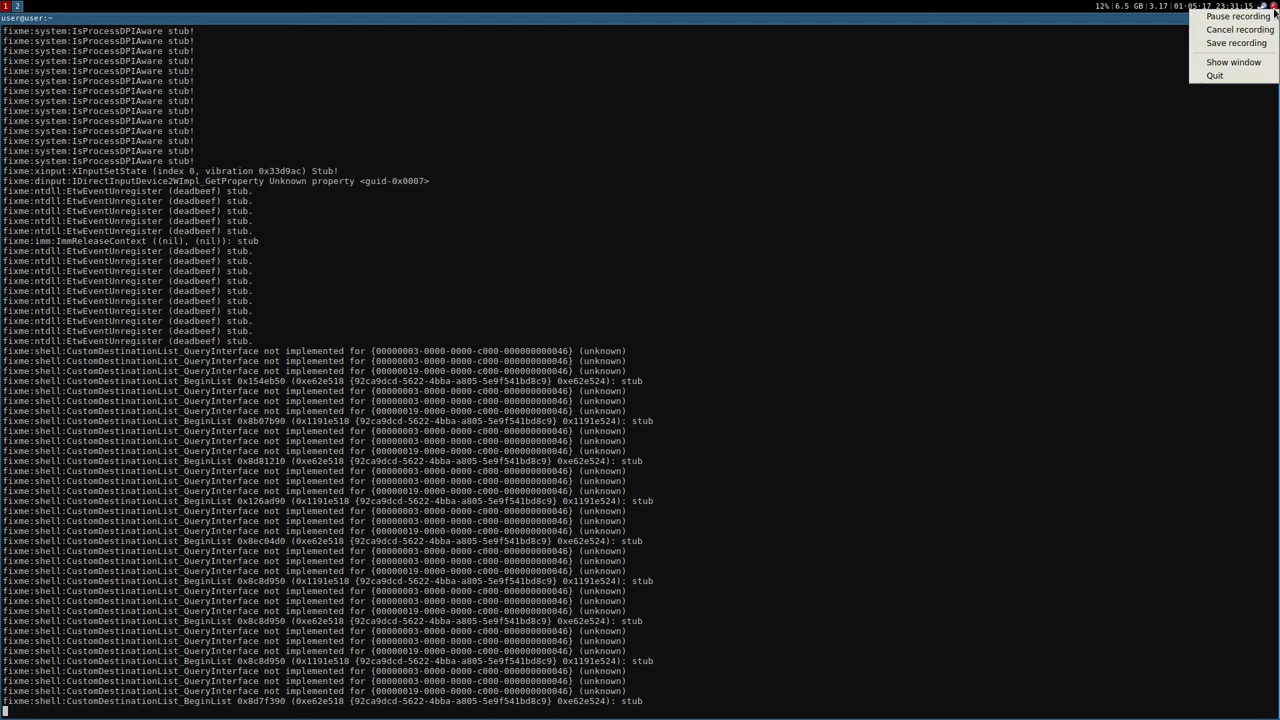 1 2 12% | 6.5 GB | 3.17 | 01-05-17 23:31:15
user@user:~
Pause recording
Cancel recording
Save recording
Show window
Quit
fixme:system:IsProcessDPIAware stub!
fixme:system:IsProcessDPIAware stub!
fixme:system:IsProcessDPIAware stub!
fixme:system:IsProcessDPIAware stub!
fixme:system:IsProcessDPIAware stub!
fixme:system:IsProcessDPIAware stub!
fixme:system:IsProcessDPIAware stub!
fixme:system:IsProcessDPIAware stub!
fixme:system:IsProcessDPIAware stub!
fixme:system:IsProcessDPIAware stub!
fixme:system:IsProcessDPIAware stub!
fixme:system:IsProcessDPIAware stub!
fixme:system:IsProcessDPIAware stub!
fixme:system:IsProcessDPIAware stub!
fixme:xinput:XInputSetState (index 0, vibration 0x33d9ac) Stub!
fixme:dinput:IDirectInputDevice2WImpl_GetProperty Unknown property <guid-0x0007>
fixme:ntdll:EtwEventUnregister (deadbeef) stub.
fixme:ntdll:EtwEventUnregister (deadbeef) stub.
fixme:ntdll:EtwEventUnregister (deadbeef) stub.
fixme:ntdll:EtwEventUnregister (deadbeef) stub.
fixme:ntdll:EtwEventUnregister (deadbeef) stub.
fixme:imm:ImmReleaseContext ((nil), (nil)): stub
fixme:ntdll:EtwEventUnregister (deadbeef) stub.
fixme:ntdll:EtwEventUnregister (deadbeef) stub.
fixme:ntdll:EtwEventUnregister (deadbeef) stub.
fixme:ntdll:EtwEventUnregister (deadbeef) stub.
fixme:ntdll:EtwEventUnregister (deadbeef) stub.
fixme:ntdll:EtwEventUnregister (deadbeef) stub.
fixme:ntdll:EtwEventUnregister (deadbeef) stub.
fixme:ntdll:EtwEventUnregister (deadbeef) stub.
fixme:ntdll:EtwEventUnregister (deadbeef) stub.
fixme:ntdll:EtwEventUnregister (deadbeef) stub.
fixme:shell:CustomDestinationList_QueryInterface not implemented for {00000003-0000-0000-c000-000000000046} (unknown)
fixme:shell:CustomDestinationList_QueryInterface not implemented for {00000003-0000-0000-c000-000000000046} (unknown)
fixme:shell:CustomDestinationList_QueryInterface not implemented for {00000019-0000-0000-c000-000000000046} (unknown)
fixme:shell:CustomDestinationList_BeginList 0x154eb50 (0xe62e518 {92ca9dcd-5622-4bba-a805-5e9f541bd8c9} 0xe62e524): stub
fixme:shell:CustomDestinationList_QueryInterface not implemented for {00000003-0000-0000-c000-000000000046} (unknown)
fixme:shell:CustomDestinationList_QueryInterface not implemented for {00000003-0000-0000-c000-000000000046} (unknown)
fixme:shell:CustomDestinationList_QueryInterface not implemented for {00000019-0000-0000-c000-000000000046} (unknown)
fixme:shell:CustomDestinationList_BeginList 0x8b07b90 (0x1191e518 {92ca9dcd-5622-4bba-a805-5e9f541bd8c9} 0x1191e524): stub
fixme:shell:CustomDestinationList_QueryInterface not implemented for {00000003-0000-0000-c000-000000000046} (unknown)
fixme:shell:CustomDestinationList_QueryInterface not implemented for {00000003-0000-0000-c000-000000000046} (unknown)
fixme:shell:CustomDestinationList_QueryInterface not implemented for {00000019-0000-0000-c000-000000000046} (unknown)
fixme:shell:CustomDestinationList_BeginList 0x8d81210 (0xe62e518 {92ca9dcd-5622-4bba-a805-5e9f541bd8c9} 0xe62e524): stub
fixme:shell:CustomDestinationList_QueryInterface not implemented for {00000003-0000-0000-c000-000000000046} (unknown)
fixme:shell:CustomDestinationList_QueryInterface not implemented for {00000003-0000-0000-c000-000000000046} (unknown)
fixme:shell:CustomDestinationList_QueryInterface not implemented for {00000019-0000-0000-c000-000000000046} (unknown)
fixme:shell:CustomDestinationList_BeginList 0x126ad90 (0x1191e518 {92ca9dcd-5622-4bba-a805-5e9f541bd8c9} 0x1191e524): stub
fixme:shell:CustomDestinationList_QueryInterface not implemented for {00000003-0000-0000-c000-000000000046} (unknown)
fixme:shell:CustomDestinationList_QueryInterface not implemented for {00000003-0000-0000-c000-000000000046} (unknown)
fixme:shell:CustomDestinationList_QueryInterface not implemented for {00000019-0000-0000-c000-000000000046} (unknown)
fixme:shell:CustomDestinationList_BeginList 0x8ec04d0 (0xe62e518 {92ca9dcd-5622-4bba-a805-5e9f541bd8c9} 0xe62e524): stub
fixme:shell:CustomDestinationList_QueryInterface not implemented for {00000003-0000-0000-c000-000000000046} (unknown)
fixme:shell:CustomDestinationList_QueryInterface not implemented for {00000003-0000-0000-c000-000000000046} (unknown)
fixme:shell:CustomDestinationList_QueryInterface not implemented for {00000019-0000-0000-c000-000000000046} (unknown)
fixme:shell:CustomDestinationList_BeginList 0x8c8d950 (0x1191e518 {92ca9dcd-5622-4bba-a805-5e9f541bd8c9} 0x1191e524): stub
fixme:shell:CustomDestinationList_QueryInterface not implemented for {00000003-0000-0000-c000-000000000046} (unknown)
fixme:shell:CustomDestinationList_QueryInterface not implemented for {00000003-0000-0000-c000-000000000046} (unknown)
fixme:shell:CustomDestinationList_QueryInterface not implemented for {00000019-0000-0000-c000-000000000046} (unknown)
fixme:shell:CustomDestinationList_BeginList 0x8c8d950 (0xe62e518 {92ca9dcd-5622-4bba-a805-5e9f541bd8c9} 0xe62e524): stub
fixme:shell:CustomDestinationList_QueryInterface not implemented for {00000003-0000-0000-c000-000000000046} (unknown)
fixme:shell:CustomDestinationList_QueryInterface not implemented for {00000003-0000-0000-c000-000000000046} (unknown)
fixme:shell:CustomDestinationList_QueryInterface not implemented for {00000019-0000-0000-c000-000000000046} (unknown)
fixme:shell:CustomDestinationList_BeginList 0x8c8d950 (0x1191e518 {92ca9dcd-5622-4bba-a805-5e9f541bd8c9} 0x1191e524): stub
fixme:shell:CustomDestinationList_QueryInterface not implemented for {00000003-0000-0000-c000-000000000046} (unknown)
fixme:shell:CustomDestinationList_QueryInterface not implemented for {00000003-0000-0000-c000-000000000046} (unknown)
fixme:shell:CustomDestinationList_QueryInterface not implemented for {00000019-0000-0000-c000-000000000046} (unknown)
fixme:shell:CustomDestinationList_BeginList 0x8d7f390 (0xe62e518 {92ca9dcd-5622-4bba-a805-5e9f541bd8c9} 0xe62e524): stub